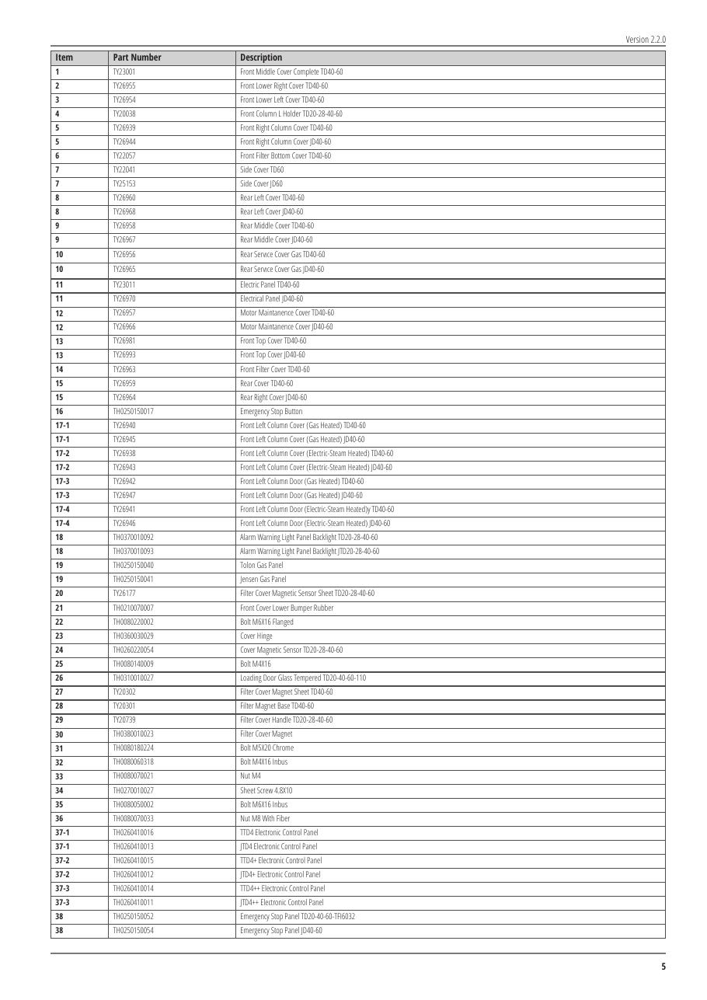 Version 2.2.0
Item Part Number Description
1 TY23001 Front Middle Cover Complete TD40-60
2 TY26955 Front Lower Right Cover TD40-60
3 TY26954 Front Lower Left Cover TD40-60
4 TY20038 Front Column L Holder TD20-28-40-60
5 TY26939 Front Right Column Cover TD40-60
5 TY26944 Front Right Column Cover JD40-60
6 TY22057 Front Filter Bottom Cover TD40-60
7 TY22041 Side Cover TD60
7 TY25153 Side Cover JD60
8 TY26960 Rear Left Cover TD40-60
8 TY26968 Rear Left Cover JD40-60
9 TY26958 Rear Middle Cover TD40-60
9 TY26967 Rear Middle Cover JD40-60
10 TY26956 Rear Servıce Cover Gas TD40-60
10 TY26965 Rear Servıce Cover Gas JD40-60
11 TY23011 Electric Panel TD40-60
11 TY26970 Electrical Panel JD40-60
12 TY26957 Motor Maintanence Cover TD40-60
12 TY26966 Motor Maintanence Cover JD40-60
13 TY26981 Front Top Cover TD40-60
13 TY26993 Front Top Cover JD40-60
14 TY26963 Front Filter Cover TD40-60
15 TY26959 Rear Cover TD40-60
15 TY26964 Rear Right Cover JD40-60
16 TH0250150017 Emergency Stop Button
17-1 TY26940 Front Left Column Cover (Gas Heated) TD40-60
17-1 TY26945 Front Left Column Cover (Gas Heated) JD40-60
17-2 TY26938 Front Left Column Cover (Electric-Steam Heated) TD40-60
17-2 TY26943 Front Left Column Cover (Electric-Steam Heated) JD40-60
17-3 TY26942 Front Left Column Door (Gas Heated) TD40-60
17-3 TY26947 Front Left Column Door (Gas Heated) JD40-60
17-4 TY26941 Front Left Column Door (Electric-Steam Heated)y TD40-60
17-4 TY26946 Front Left Column Door (Electric-Steam Heated) JD40-60
18 TH0370010092 Alarm Warning Light Panel Backlight TD20-28-40-60
18 TH0370010093 Alarm Warning Light Panel Backlight JTD20-28-40-60
19 TH0250150040 Tolon Gas Panel
19 TH0250150041 Jensen Gas Panel
20 TY26177 Filter Cover Magnetic Sensor Sheet TD20-28-40-60
21 TH0210070007 Front Cover Lower Bumper Rubber
22 TH0080220002 Bolt M6X16 Flanged
23 TH0360030029 Cover Hinge
24 TH0260220054 Cover Magnetic Sensor TD20-28-40-60
25 TH0080140009 Bolt M4X16
26 TH0310010027 Loading Door Glass Tempered TD20-40-60-110
27 TY20302 Filter Cover Magnet Sheet TD40-60
28 TY20301 Filter Magnet Base TD40-60
29 TY20739 Filter Cover Handle TD20-28-40-60
30 TH0380010023 Filter Cover Magnet
31 TH0080180224 Bolt M5X20 Chrome
32 TH0080060318 Bolt M4X16 Inbus
33 TH0080070021 Nut M4
34 TH0270010027 Sheet Screw 4.8X10
35 TH0080050002 Bolt M6X16 Inbus
36 TH0080070033 Nut M8 With Fiber
37-1 TH0260410016 TTD4 Electronic Control Panel
37-1 TH0260410013 JTD4 Electronic Control Panel
37-2 TH0260410015 TTD4+ Electronic Control Panel
37-2 TH0260410012 JTD4+ Electronic Control Panel
37-3 TH0260410014 TTD4++ Electronic Control Panel
37-3 TH0260410011 JTD4++ Electronic Control Panel
38 TH0250150052 Emergency Stop Panel TD20-40-60-TFI6032
38 TH0250150054 Emergency Stop Panel JD40-60
5